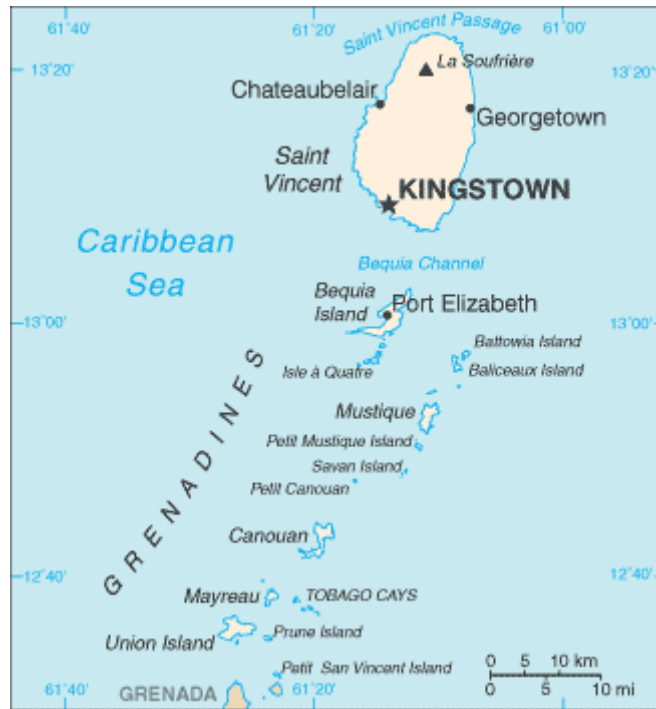 61°40'
61°20'
61°00'
Saint Vincent Passage
13°20'
La Soufrière
13°20'
Chateaubelair
Georgetown
Saint
Vincent
KINGSTOWN
Caribbean
Sea
Bequia Channel
Bequia
Island
Port Elizabeth
13°00'
13°00'
Battowia Island
Baliceaux Island
Isle à Quatre
GRENADINES
Mustique
Petit Mustique Island
Savan Island
Petit Canouan
Canouan
12°40'
12°40'
Mayreau
TOBAGO CAYS
Union Island
Prune Island
Petit San Vincent Island
GRENADA
0 5 10 km
0 5 10 mi
61°40'
61°20'
61°00'